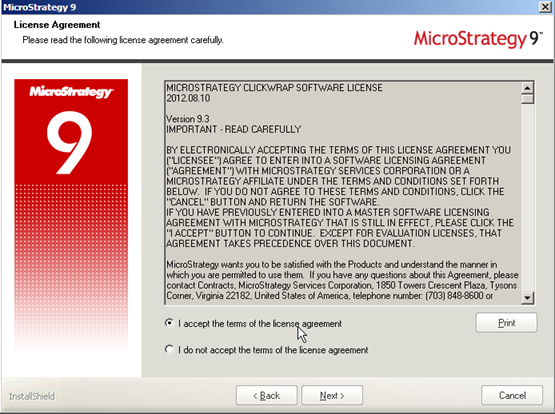 MicroStrategy 9
License Agreement
Please read the following license agreement carefully.
MicroStrategy 9™
MicroStrategy
9
MICROSTRATEGY CLICKWRAP SOFTWARE LICENSE
2012.08.10
Version 9.3
IMPORTANT - READ CAREFULLY
BY ELECTRONICALLY ACCEPTING THE TERMS OF THIS LICENSE AGREEMENT YOU
("LICENSEE") AGREE TO ENTER INTO A SOFTWARE LICENSING AGREEMENT
("AGREEMENT") WITH MICROSTRATEGY SERVICES CORPORATION OR A
MICROSTRATEGY AFFILIATE UNDER THE TERMS AND CONDITIONS SET FORTH
BELOW.  IF YOU DO NOT AGREE TO THESE TERMS AND CONDITIONS, CLICK THE
"CANCEL" BUTTON AND RETURN THE SOFTWARE.
IF YOU HAVE PREVIOUSLY ENTERED INTO A MASTER SOFTWARE LICENSING
AGREEMENT WITH MICROSTRATEGY THAT IS STILL IN EFFECT, PLEASE CLICK THE
"I ACCEPT" BUTTON TO CONTINUE.  EXCEPT FOR EVALUATION LICENSES, THAT
AGREEMENT TAKES PRECEDENCE OVER THIS DOCUMENT.
MicroStrategy wants you to be satisfied with the Products and understand the manner in
which you are permitted to use them.  If you have any questions about this Agreement, please
contact Contracts, MicroStrategy Services Corporation, 1850 Towers Crescent Plaza, Tysons
Corner, Virginia 22182, United States of America, telephone number: (703) 848-8600 or
I accept the terms of the license agreement
Print
I do not accept the terms of the license agreement
InstallShield
< Back
Next >
Cancel